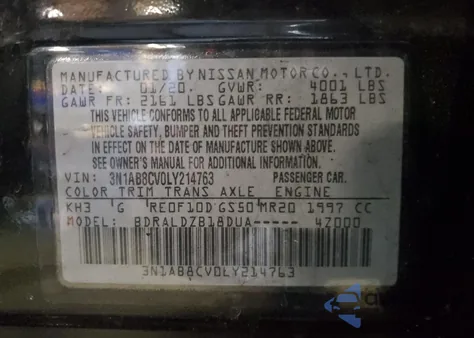 MANUFACTURED BY NISSAN MOTOR CO., LTD.
DATE: 01/20. GVWR: 4001 LBS
GAWR FR: 2161 LBS GAWR RR: 1863 LBS
THIS VEHICLE CONFORMS TO ALL APPLICABLE FEDERAL MOTOR
VEHICLE SAFETY, BUMPER AND THEFT PREVENTION STANDARDS
IN EFFECT ON THE DATE OF MANUFACTURE SHOWN ABOVE.
SEE OWNER'S MANUAL FOR ADDITIONAL INFORMATION.
VIN: 3N1AB8CV0LY214763 PASSENGER CAR.
COLOR TRIM TRANS AXLE ENGINE
KH3 G RE0F10D GS50 MR20 1997 CC
MODEL: BDRALDZB18DUA- 4Z000
3N1AB8CV0LY214763